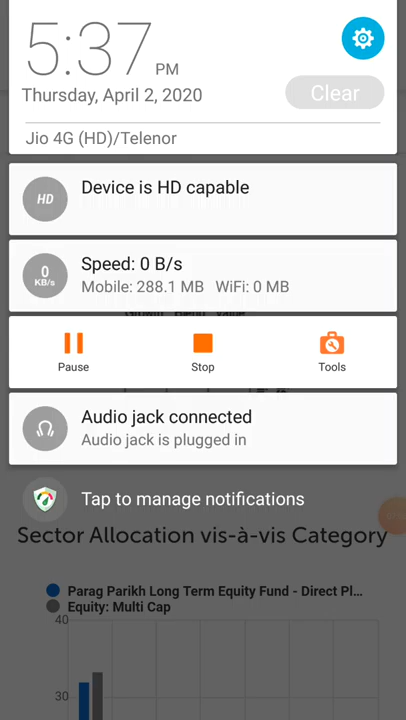 5:37 PM
Thursday, April 2, 2020
Clear
Jio 4G (HD)/Telenor
HD
Device is HD capable
0
KB/s
Speed: 0 B/s
Mobile: 288.1 MB WiFi: 0 MB
Pause
Stop
Tools
Audio jack connected
Audio jack is plugged in
Tap to manage notifications
Sector Allocation vis-à-vis Category
Parag Parikh Long Term Equity Fund - Direct Pl...
Equity: Multi Cap
40
30